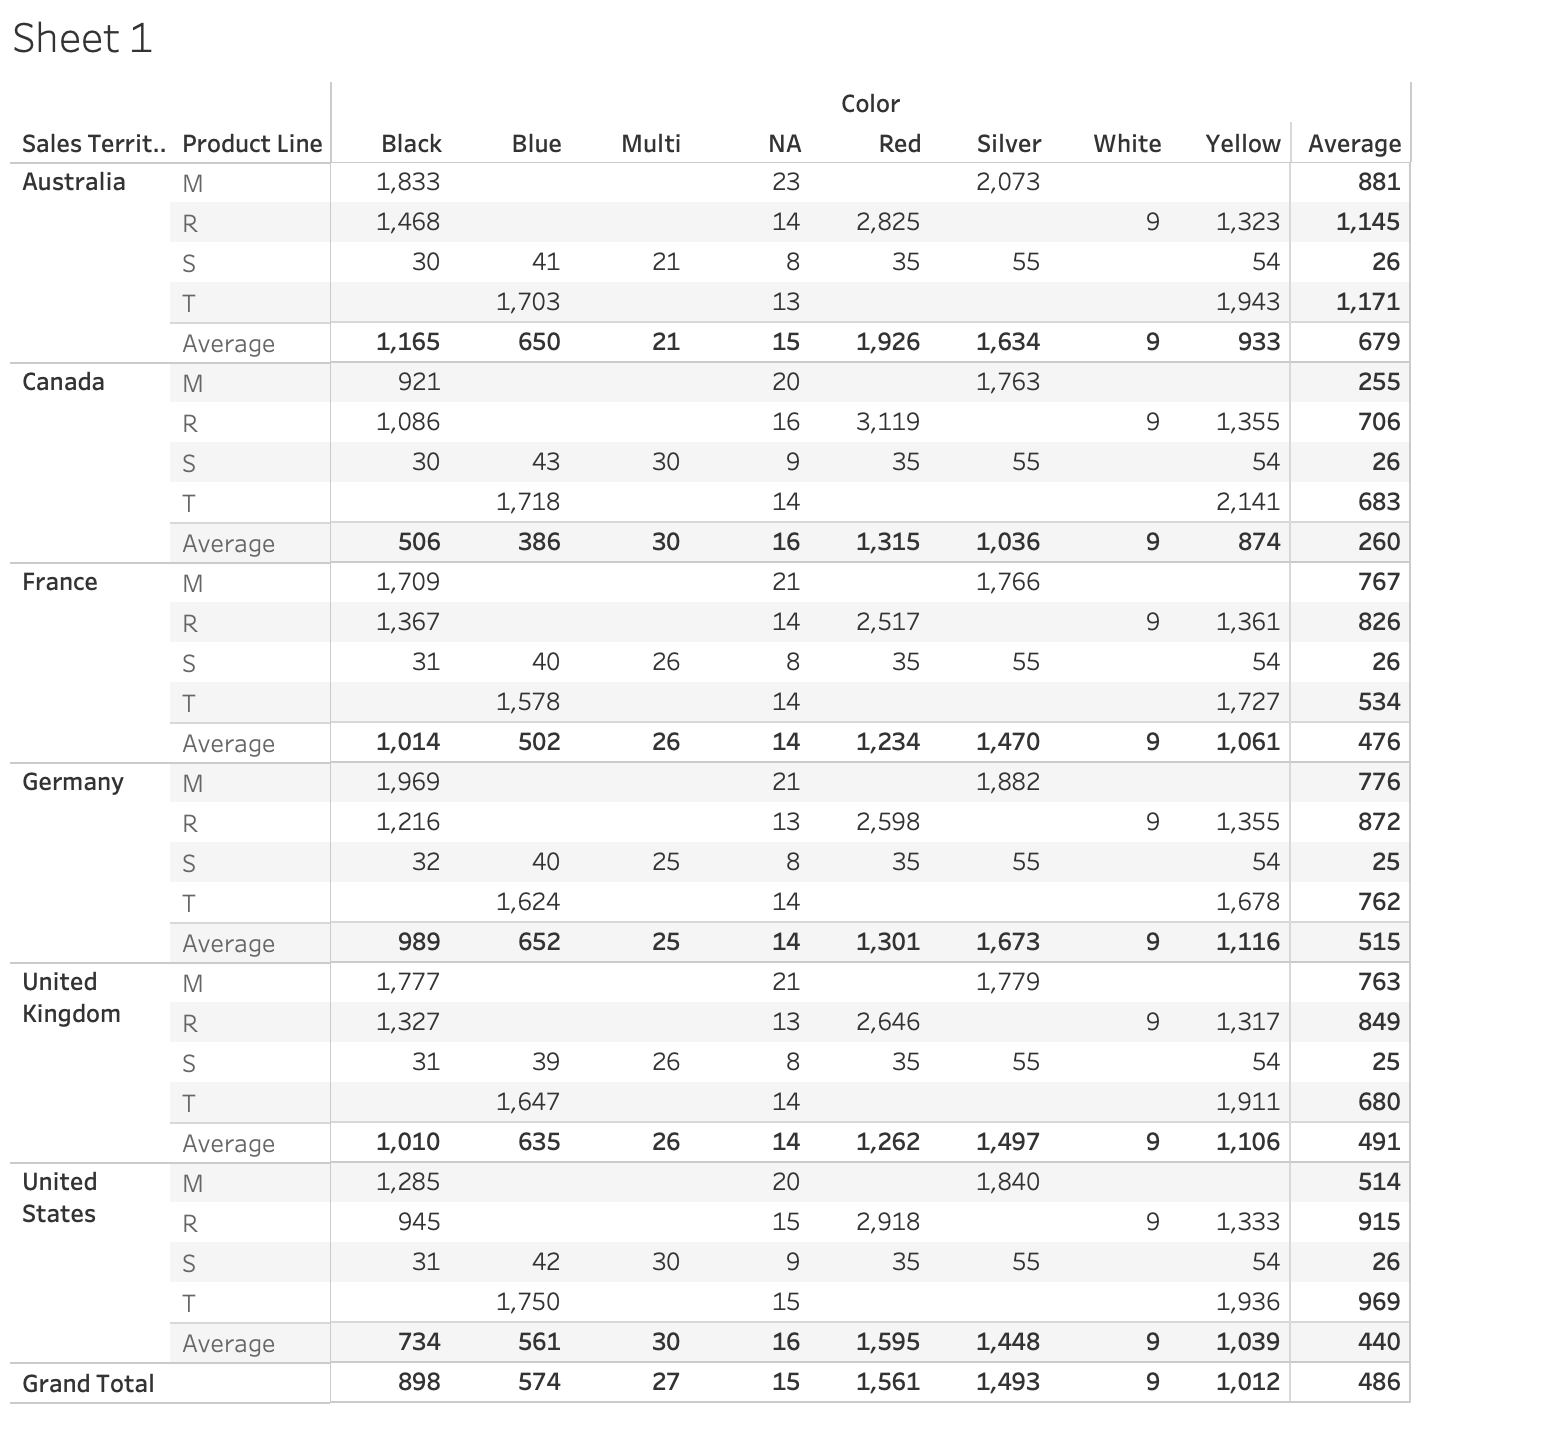 Sheet 1
Color
Sales Territ.. Product Line Black Blue Multi NA Red Silver White Yellow Average
Australia M 1,833 23 2,073 881
R 1,468 14 2,825 9 1,323 1,145
S 30 41 21 8 35 55 54 26
T 1,703 13 1,943 1,171
Average 1,165 650 21 15 1,926 1,634 9 933 679
Canada M 921 20 1,763 255
R 1,086 16 3,119 9 1,355 706
S 30 43 30 9 35 55 54 26
T 1,718 14 2,141 683
Average 506 386 30 16 1,315 1,036 9 874 260
France M 1,709 21 1,766 767
R 1,367 14 2,517 9 1,361 826
S 31 40 26 8 35 55 54 26
T 1,578 14 1,727 534
Average 1,014 502 26 14 1,234 1,470 9 1,061 476
Germany M 1,969 21 1,882 776
R 1,216 13 2,598 9 1,355 872
S 32 40 25 8 35 55 54 25
T 1,624 14 1,678 762
Average 989 652 25 14 1,301 1,673 9 1,116 515
United M 1,777 21 1,779 763
Kingdom R 1,327 13 2,646 9 1,317 849
S 31 39 26 8 35 55 54 25
T 1,647 14 1,911 680
Average 1,010 635 26 14 1,262 1,497 9 1,106 491
United M 1,285 20 1,840 514
States R 945 15 2,918 9 1,333 915
S 31 42 30 9 35 55 54 26
T 1,750 15 1,936 969
Average 734 561 30 16 1,595 1,448 9 1,039 440
Grand Total 898 574 27 15 1,561 1,493 9 1,012 486